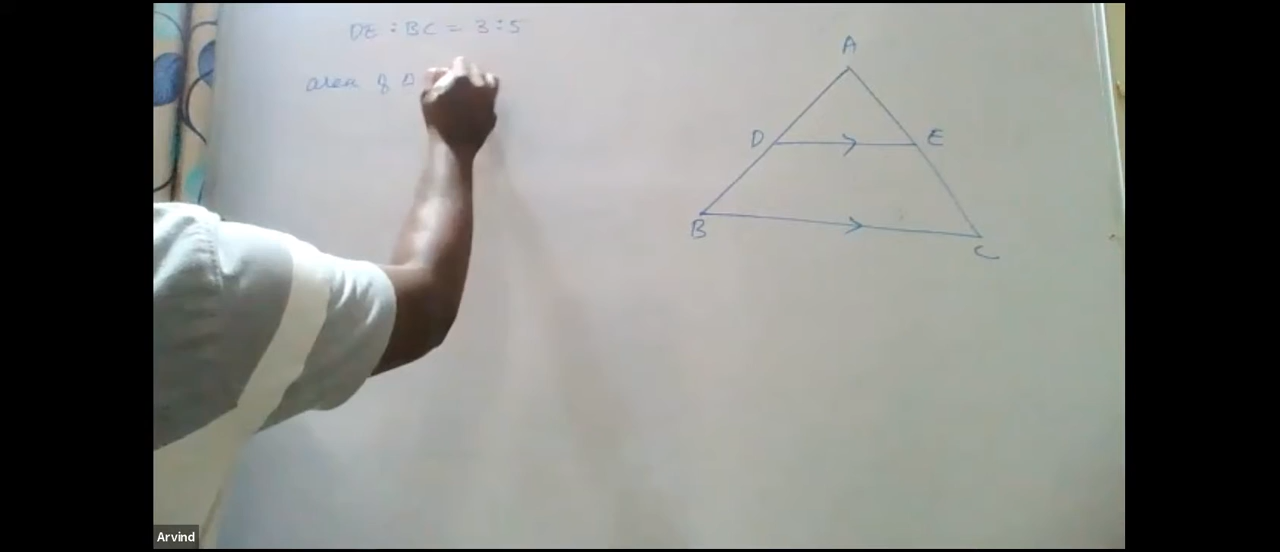 DE : BC = 3 : 5
area of Δ
A
D
E
B
C
Arvind